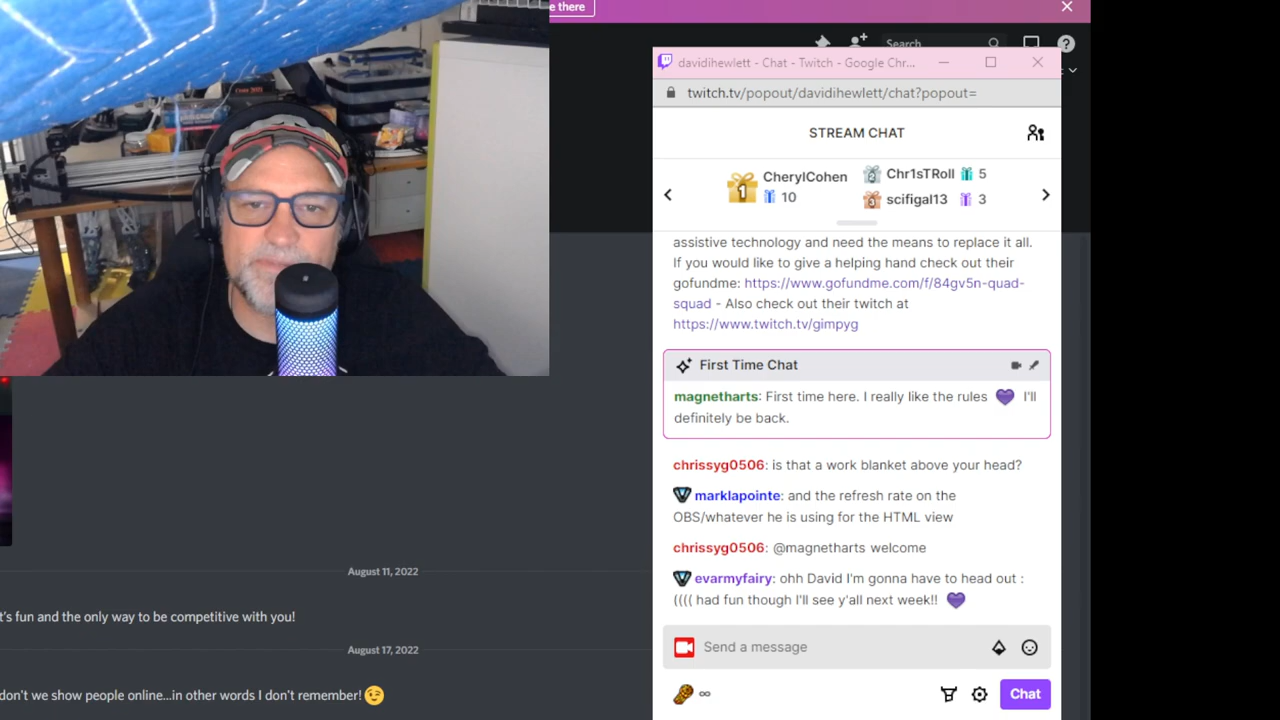 e there
Search
davidihewlett - Chat - Twitch - Google Chr...
twitch.tv/popout/davidihewlett/chat?popout=
STREAM CHAT
1 CherylCohen 10
2 Chr1sTRoll 5
3 scifigal13 3
assistive technology and need the means to replace it all.
If you would like to give a helping hand check out their
gofundme: https://www.gofundme.com/f/84gv5n-quad-
squad - Also check out their twitch at
https://www.twitch.tv/gimpyg
First Time Chat
magnetharts: First time here. I really like the rules 💜 I'll
definitely be back.
chrissyg0506: is that a work blanket above your head?
marklapointe: and the refresh rate on the
OBS/whatever he is using for the HTML view
chrissyg0506: @magnetharts welcome
evarmyfairy: ohh David I'm gonna have to head out :
(((( had fun though I'll see y'all next week!! 💜
Send a message
∞
Chat
August 11, 2022
t's fun and the only way to be competitive with you!
August 17, 2022
don't we show people online...in other words I don't remember! 😉